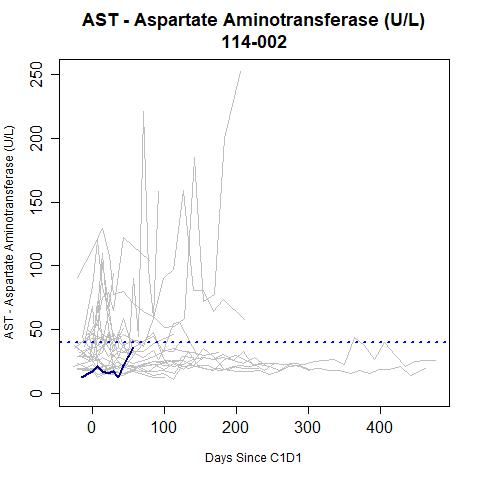 AST - Aspartate Aminotransferase (U/L)
114-002
AST - Aspartate Aminotransferase (U/L)
250
200
150
100
50
0
0 100 200 300 400
Days Since C1D1